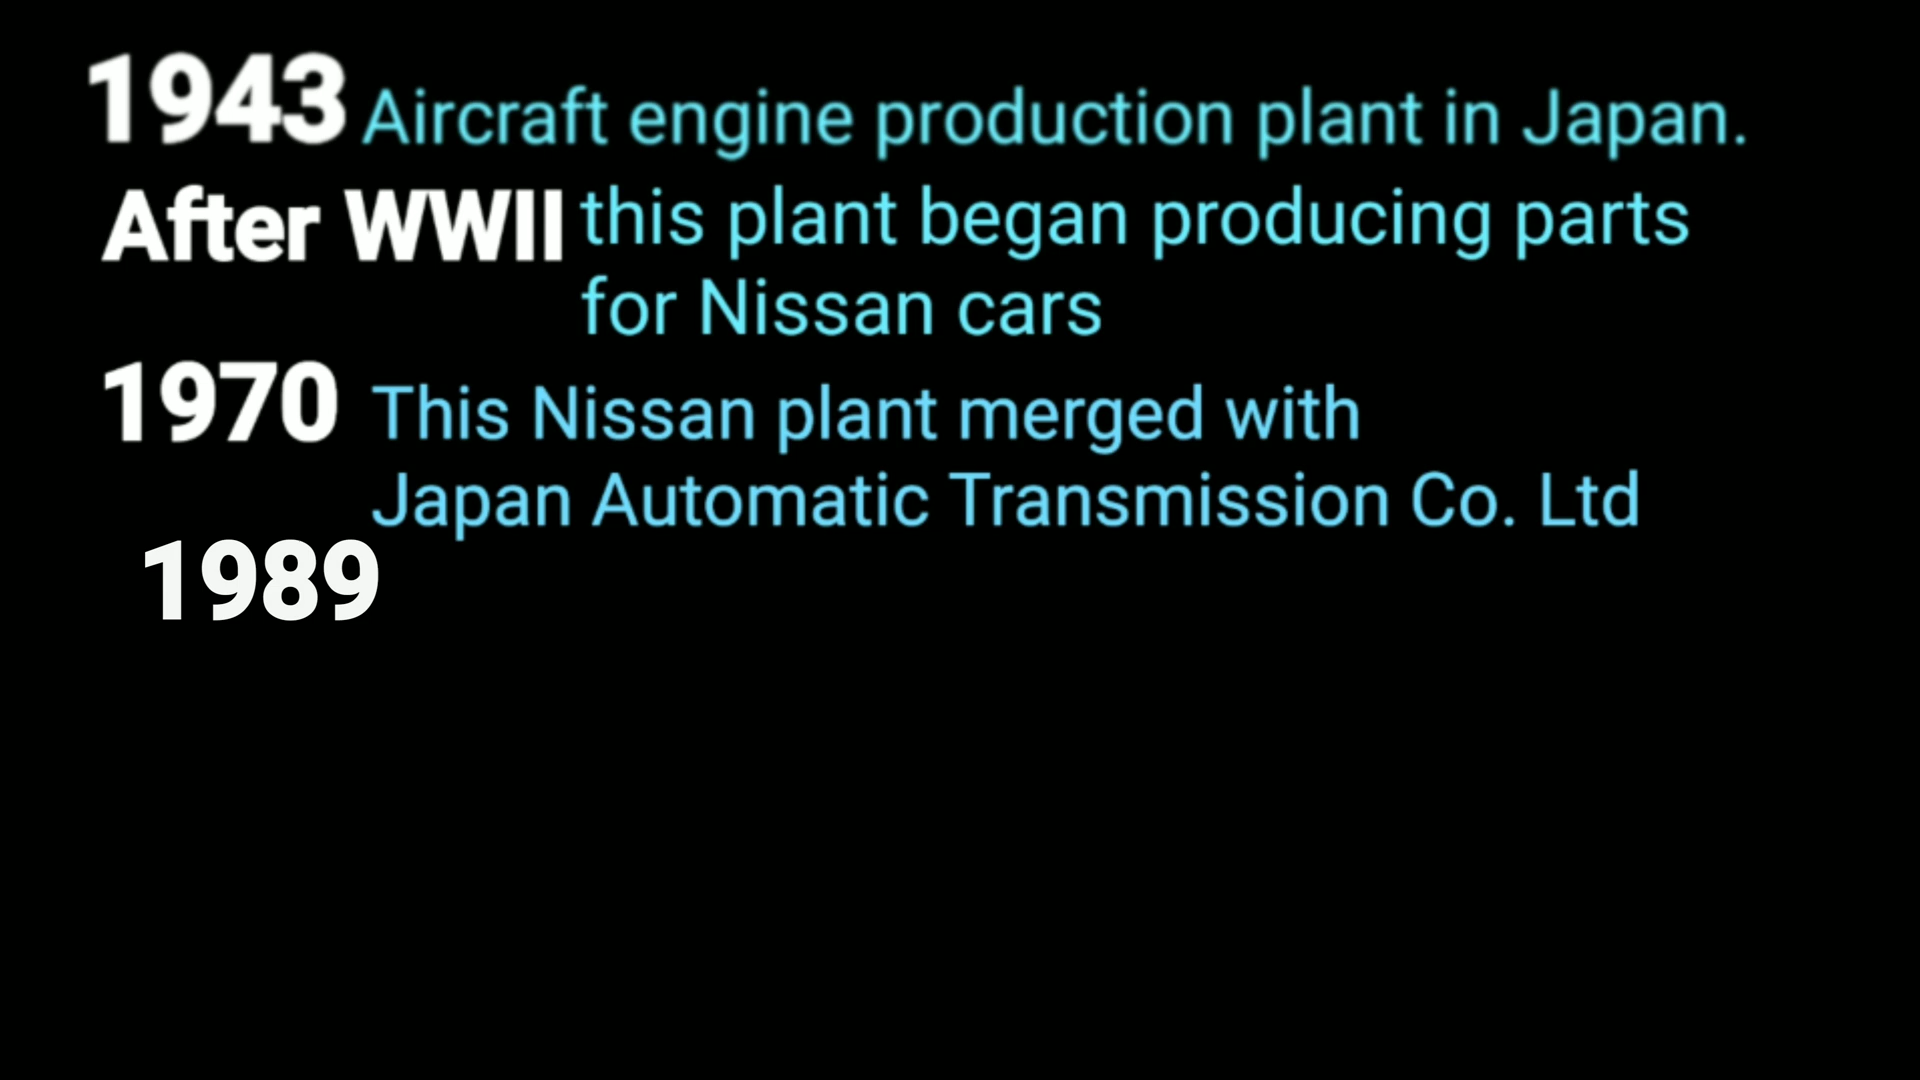 1943 Aircraft engine production plant in Japan.
After WWII this plant began producing parts
for Nissan cars
1970 This Nissan plant merged with
Japan Automatic Transmission Co. Ltd
1989